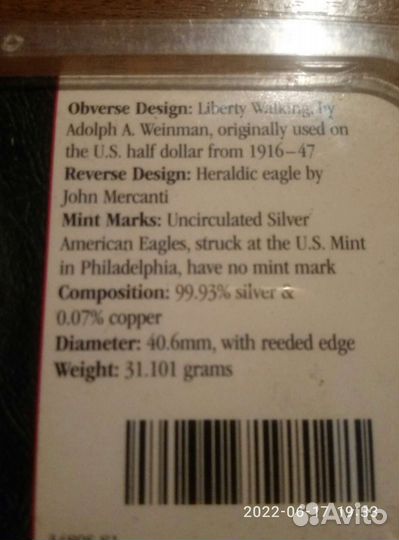 Obverse Design: Liberty Walking, by
Adolph A. Weinman, originally used on
the U.S. half dollar from 1916–47
Reverse Design: Heraldic eagle by
John Mercanti
Mint Marks: Uncirculated Silver
American Eagles, struck at the U.S. Mint
in Philadelphia, have no mint mark
Composition: 99.93% silver &
0.07% copper
Diameter: 40.6mm, with reeded edge
Weight: 31.101 grams
2022-06-17 19:33
Avito